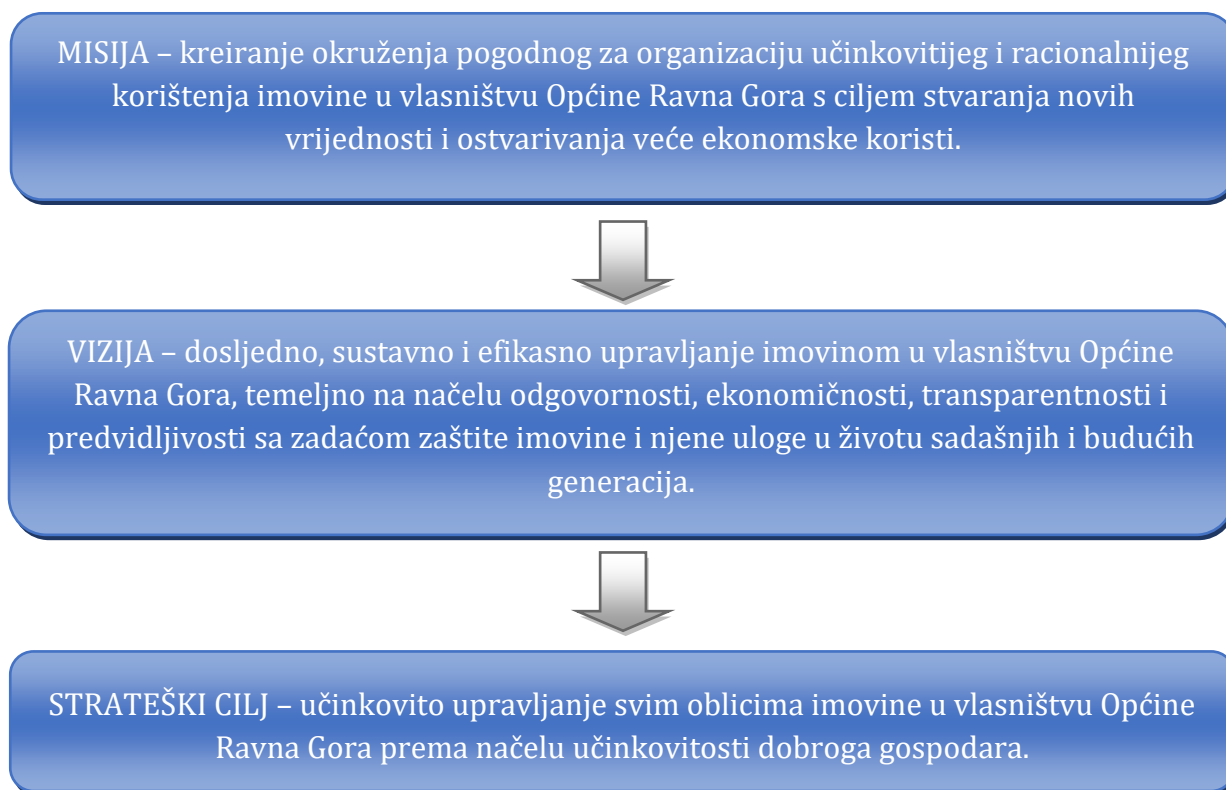 MISIJA – kreiranje okruženja pogodnog za organizaciju učinkovitijeg i racionalnijeg
korištenja imovine u vlasništvu Općine Ravna Gora s ciljem stvaranja novih
vrijednosti i ostvarivanja veće ekonomske koristi.
VIZIJA – dosljedno, sustavno i efikasno upravljanje imovinom u vlasništvu Općine
Ravna Gora, temeljno na načelu odgovornosti, ekonomičnosti, transparentnosti i
predvidljivosti sa zadaćom zaštite imovine i njene uloge u životu sadašnjih i budućih
generacija.
STRATEŠKI CILJ – učinkovito upravljanje svim oblicima imovine u vlasništvu Općine
Ravna Gora prema načelu učinkovitosti dobroga gospodara.